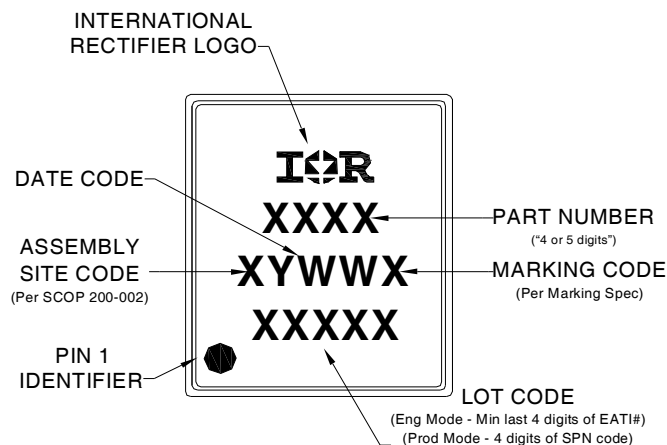 INTERNATIONAL
RECTIFIER LOGO
IOR
DATE CODE
XXXX
PART NUMBER
(“4 or 5 digits”)
ASSEMBLY
SITE CODE
(Per SCOP 200-002)
XYWWX
MARKING CODE
(Per Marking Spec)
XXXXX
PIN 1
IDENTIFIER
LOT CODE
(Eng Mode - Min last 4 digits of EATI#)
(Prod Mode - 4 digits of SPN code)